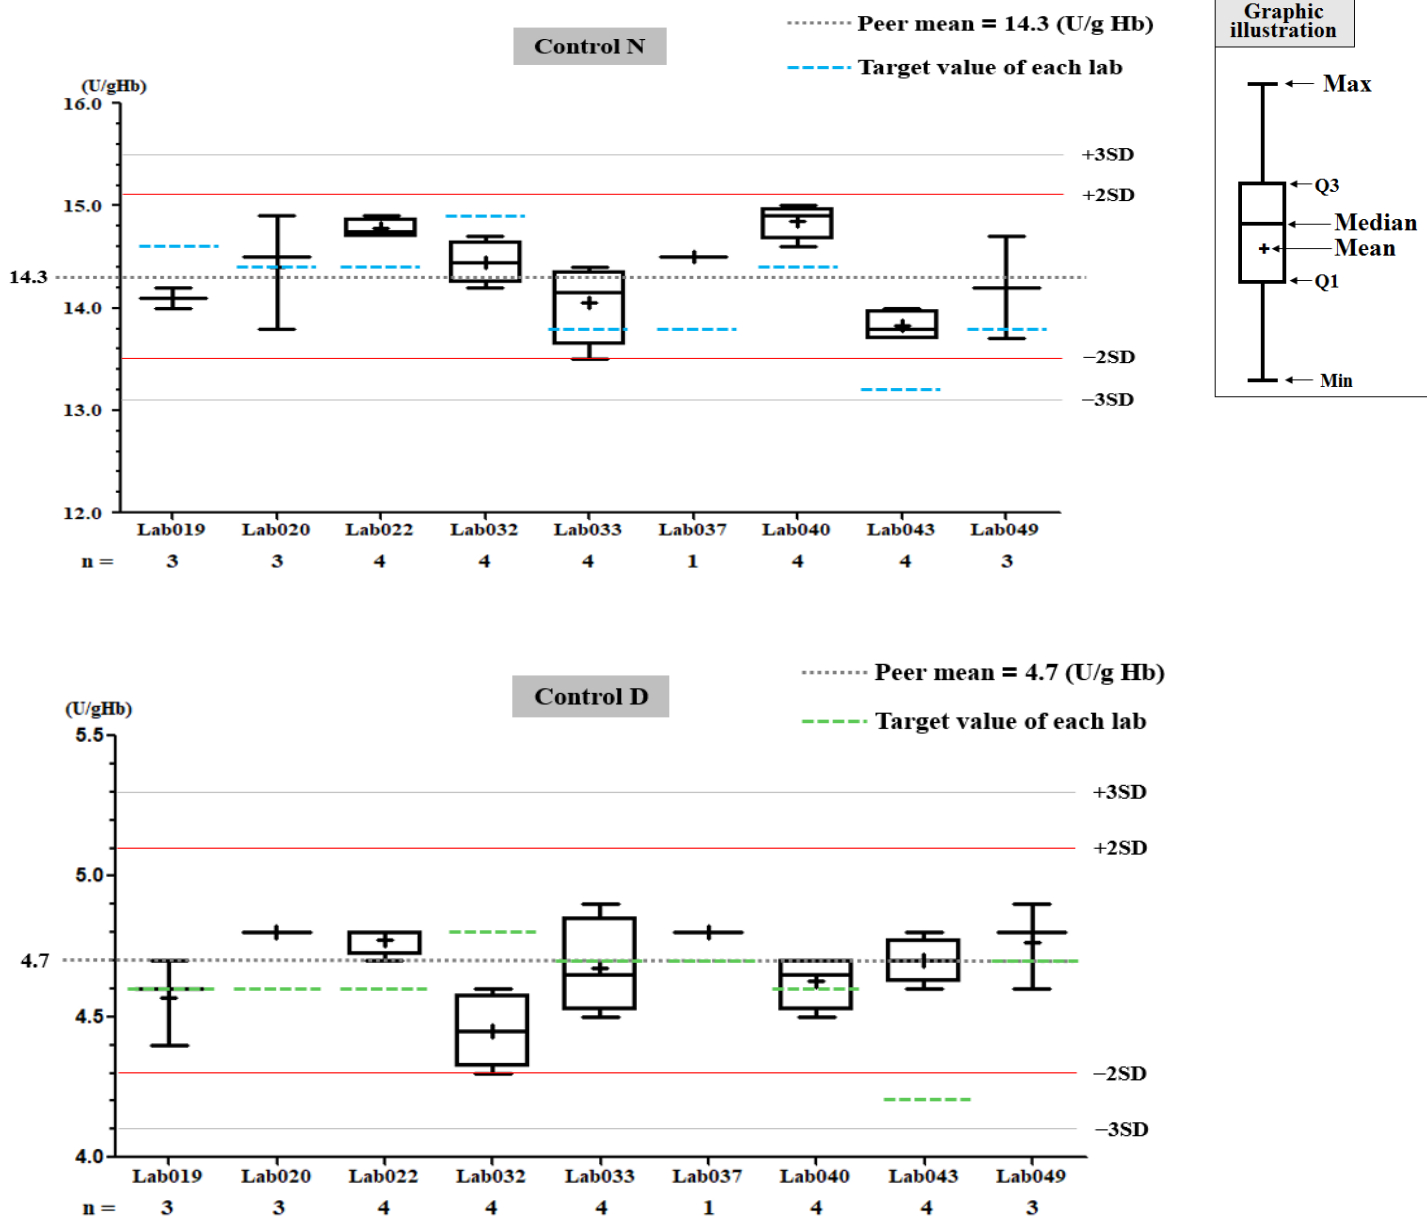 Control N
Peer mean = 14.3 (U/g Hb)
Target value of each lab
Graphic
illustration
Max
Q3
Median
Mean
Q1
Min
(U/gHb)
16.0
+3SD
+2SD
15.0
14.3
14.0
−2SD
−3SD
13.0
12.0
Lab019 Lab020 Lab022 Lab032 Lab033 Lab037 Lab040 Lab043 Lab049
n = 3 3 4 4 4 1 4 4 3
Control D
Peer mean = 4.7 (U/g Hb)
Target value of each lab
(U/gHb)
5.5
+3SD
+2SD
5.0
4.7
4.5
−2SD
−3SD
4.0
Lab019 Lab020 Lab022 Lab032 Lab033 Lab037 Lab040 Lab043 Lab049
n = 3 3 4 4 4 1 4 4 3